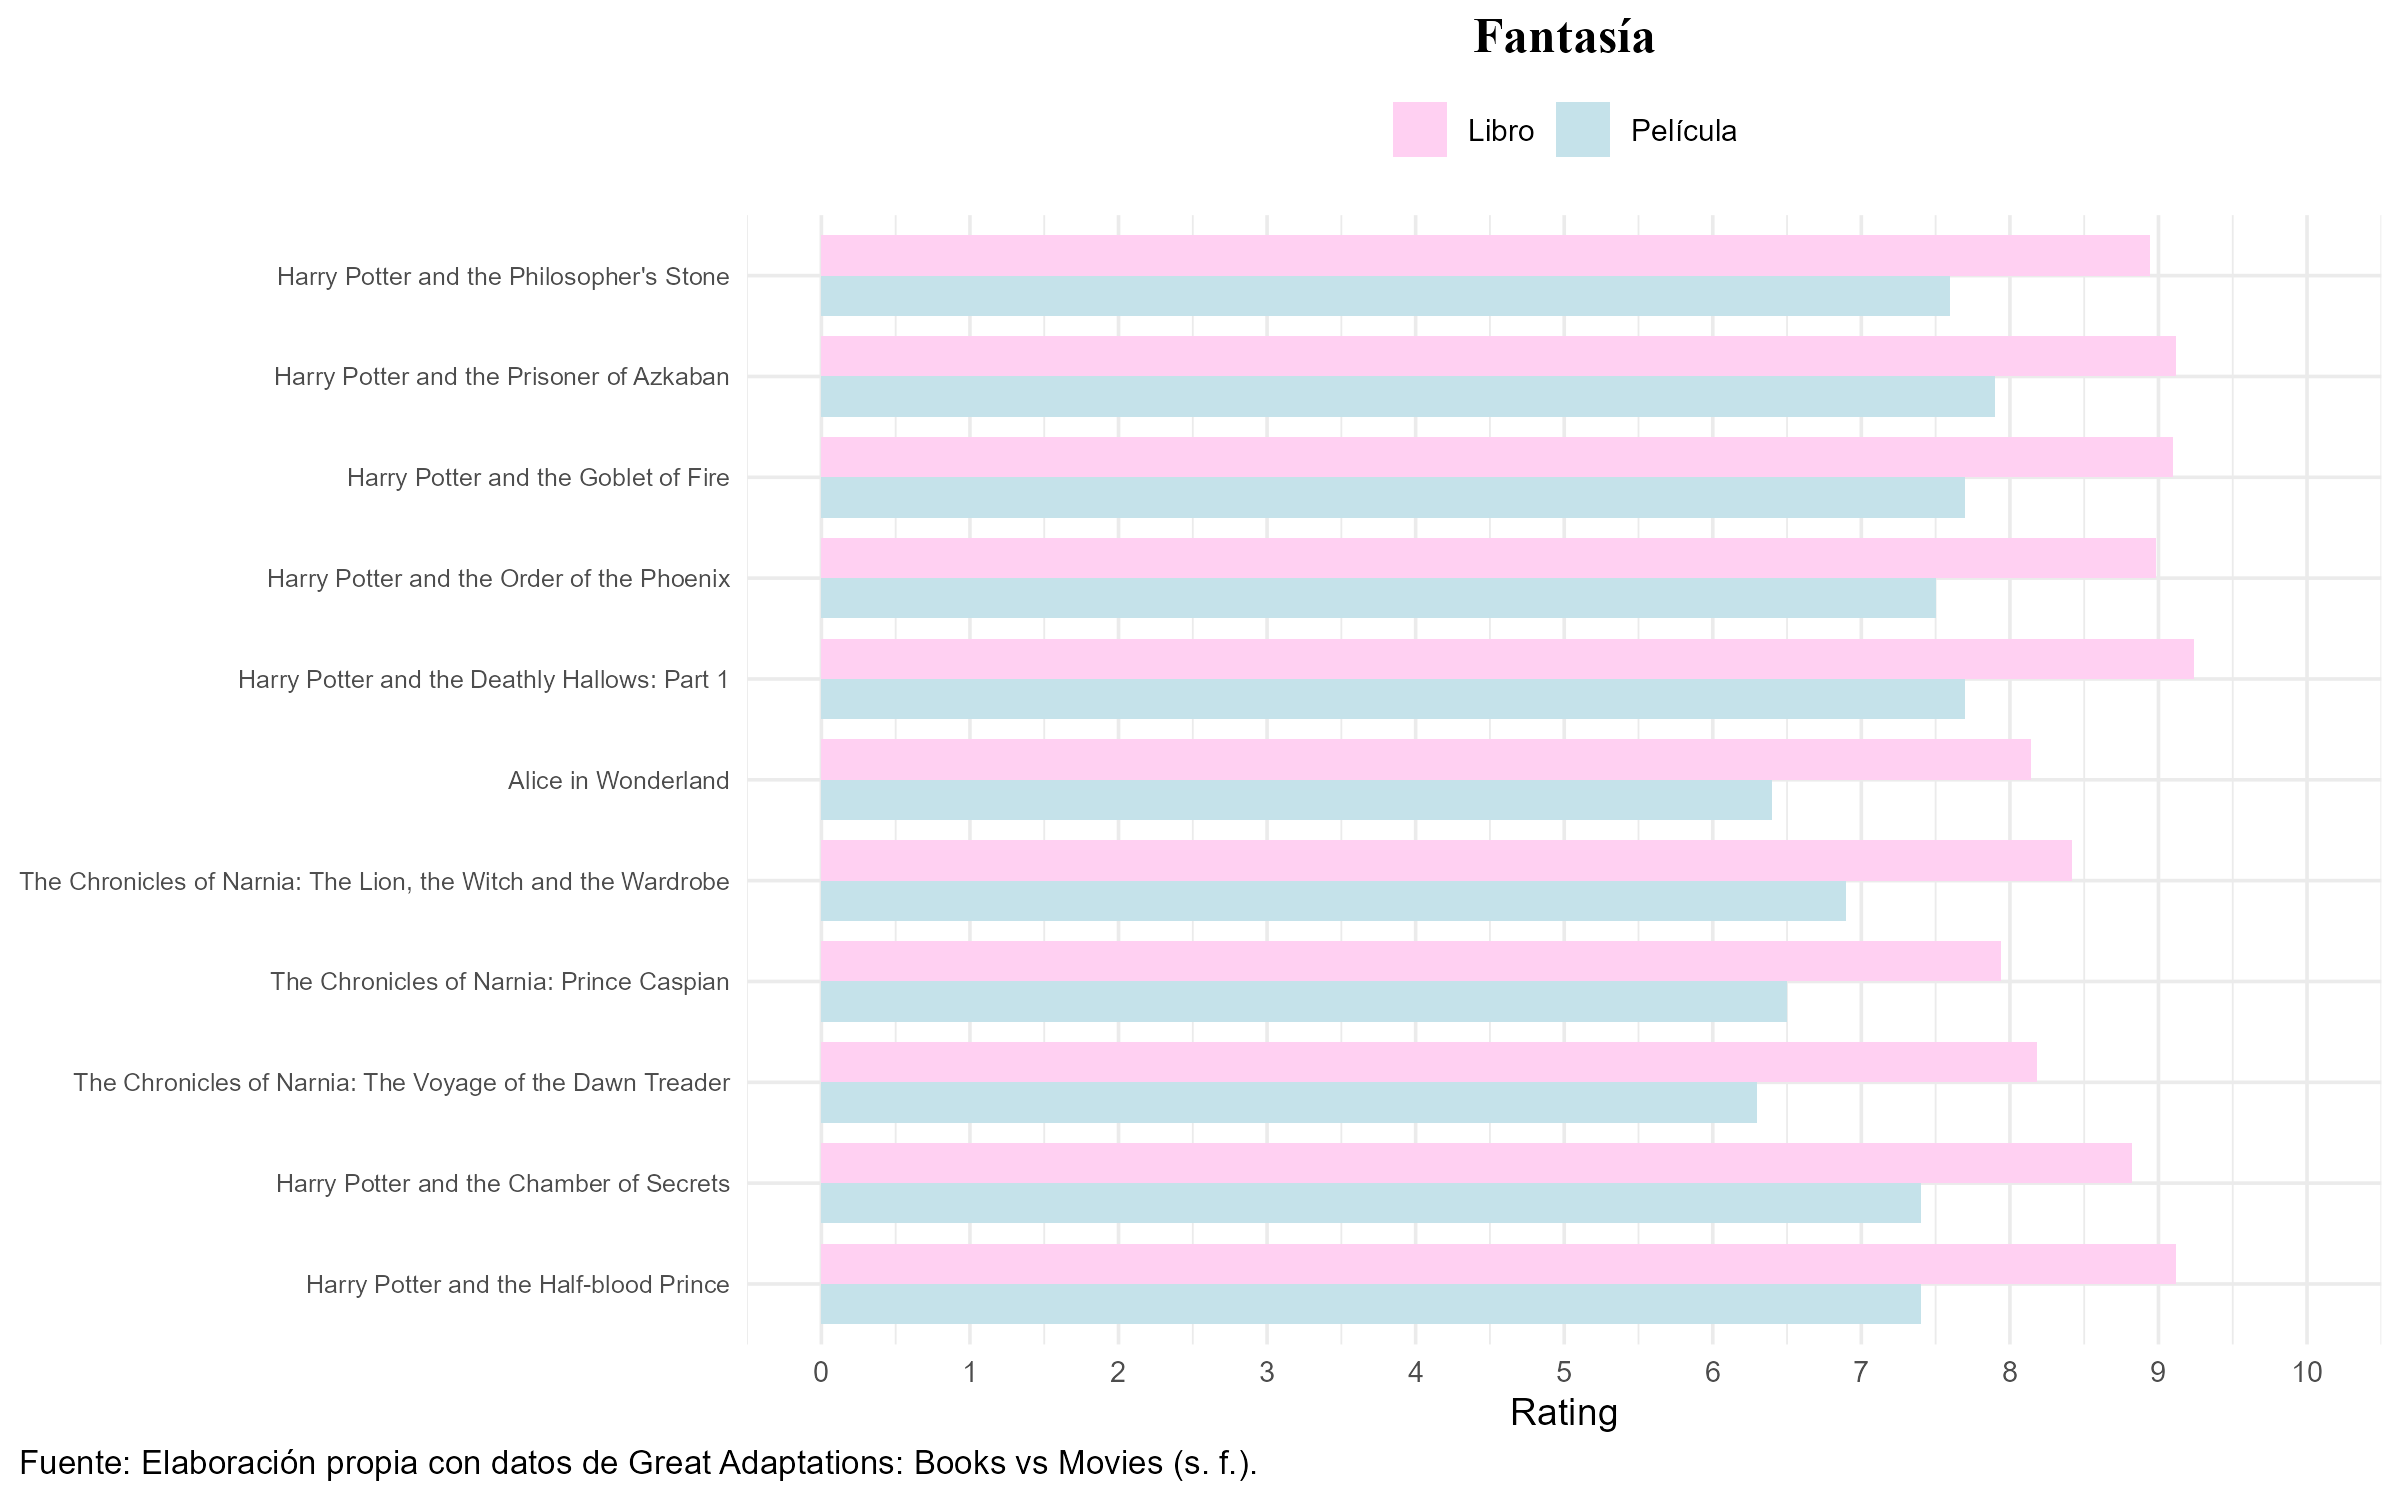 Fantasía
Libro Película
Harry Potter and the Philosopher's Stone
Harry Potter and the Prisoner of Azkaban
Harry Potter and the Goblet of Fire
Harry Potter and the Order of the Phoenix
Harry Potter and the Deathly Hallows: Part 1
Alice in Wonderland
The Chronicles of Narnia: The Lion, the Witch and the Wardrobe
The Chronicles of Narnia: Prince Caspian
The Chronicles of Narnia: The Voyage of the Dawn Treader
Harry Potter and the Chamber of Secrets
Harry Potter and the Half-blood Prince
0 1 2 3 4 5 6 7 8 9 10
Rating
Fuente: Elaboración propia con datos de Great Adaptations: Books vs Movies (s. f.).